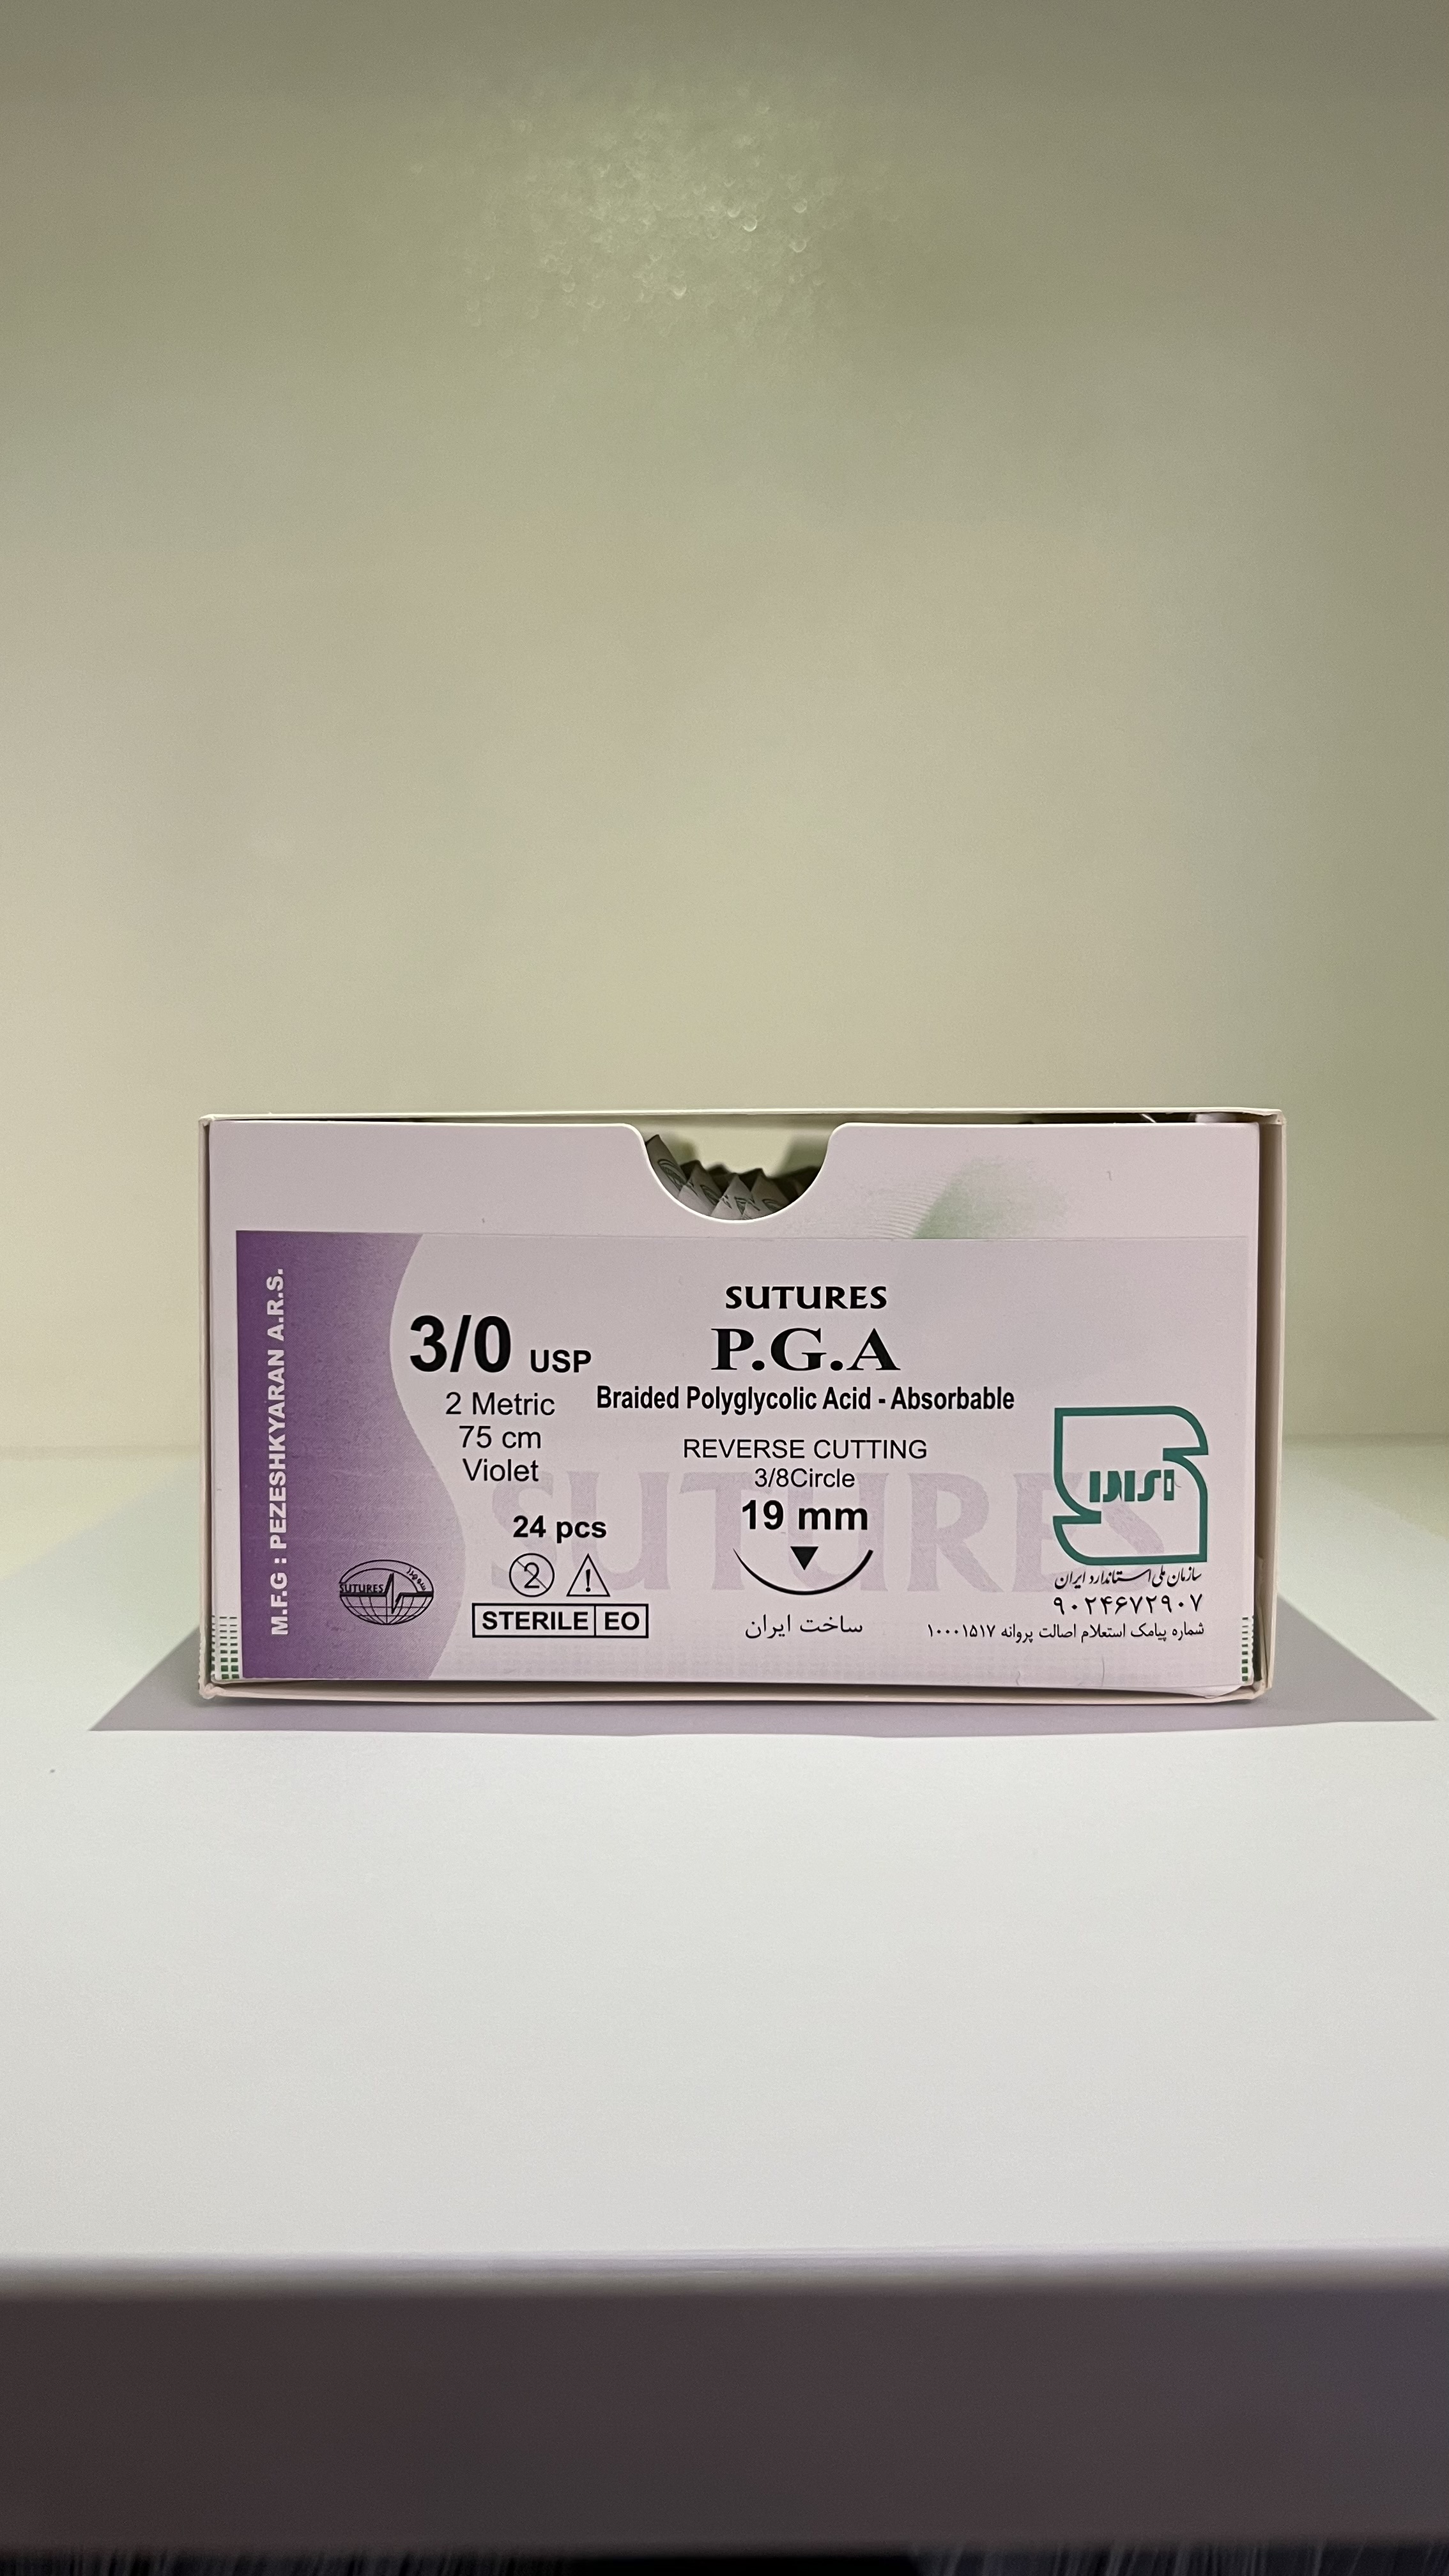 SUTURES
P.G.A
Braided Polyglycolic Acid - Absorbable
3/0 USP
2 Metric
75 cm
Violet
24 pcs
2
STERILE EO
REVERSE CUTTING
3/8Circle
19 mm
ساخت ایران
سازمان ملی استاندارد ایران
۹۰۲۴۶۷۲۹۰۷
شماره پیامک استعلام اصالت پروانه ۱۰۰۰۱۵۱۷
M.F.G : PEZESHKYARAN A.R.S.
SUTURES
SUTURES